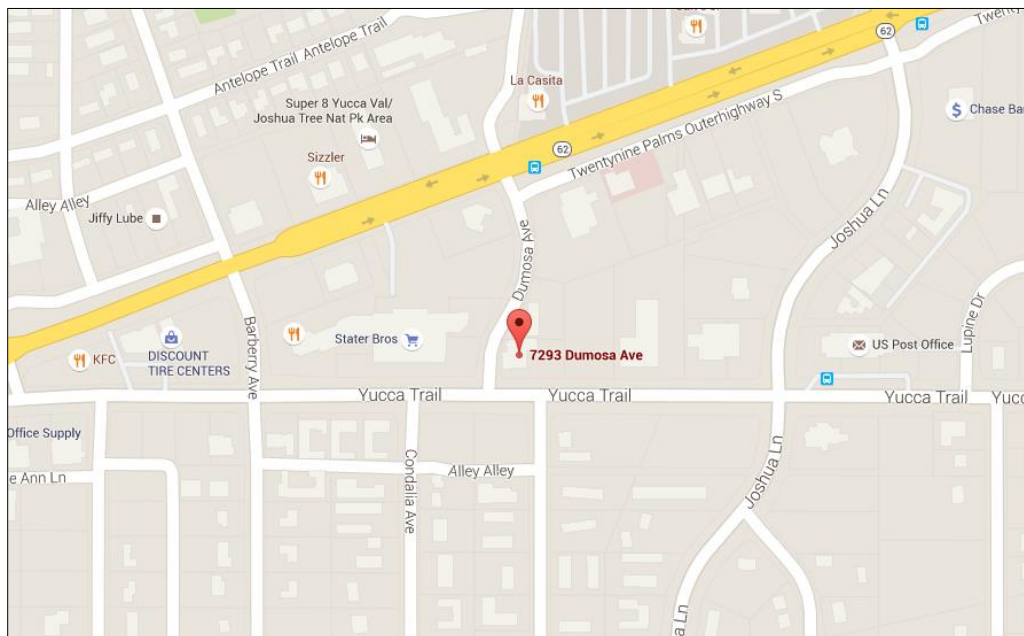 62
Twenty
Antelope Trail
Antelope Trail
La Casita
Super 8 Yucca Val/
Joshua Tree Nat Pk Area
Chase Ba
Twentynine Palms Outerhighway S
62
Sizzler
Alley Alley
Jiffy Lube
Joshua Ln
Dumosa Ave
Barberry Ave
Stater Bros
Lupine Dr
US Post Office
KFC
DISCOUNT
TIRE CENTERS
7293 Dumosa Ave
Yucca Trail
Yucca Trail
Yucca Trail
Yucc
Office Supply
e Ann Ln
Condalia Ave
Alley Alley
Joshua Ln
a Ln